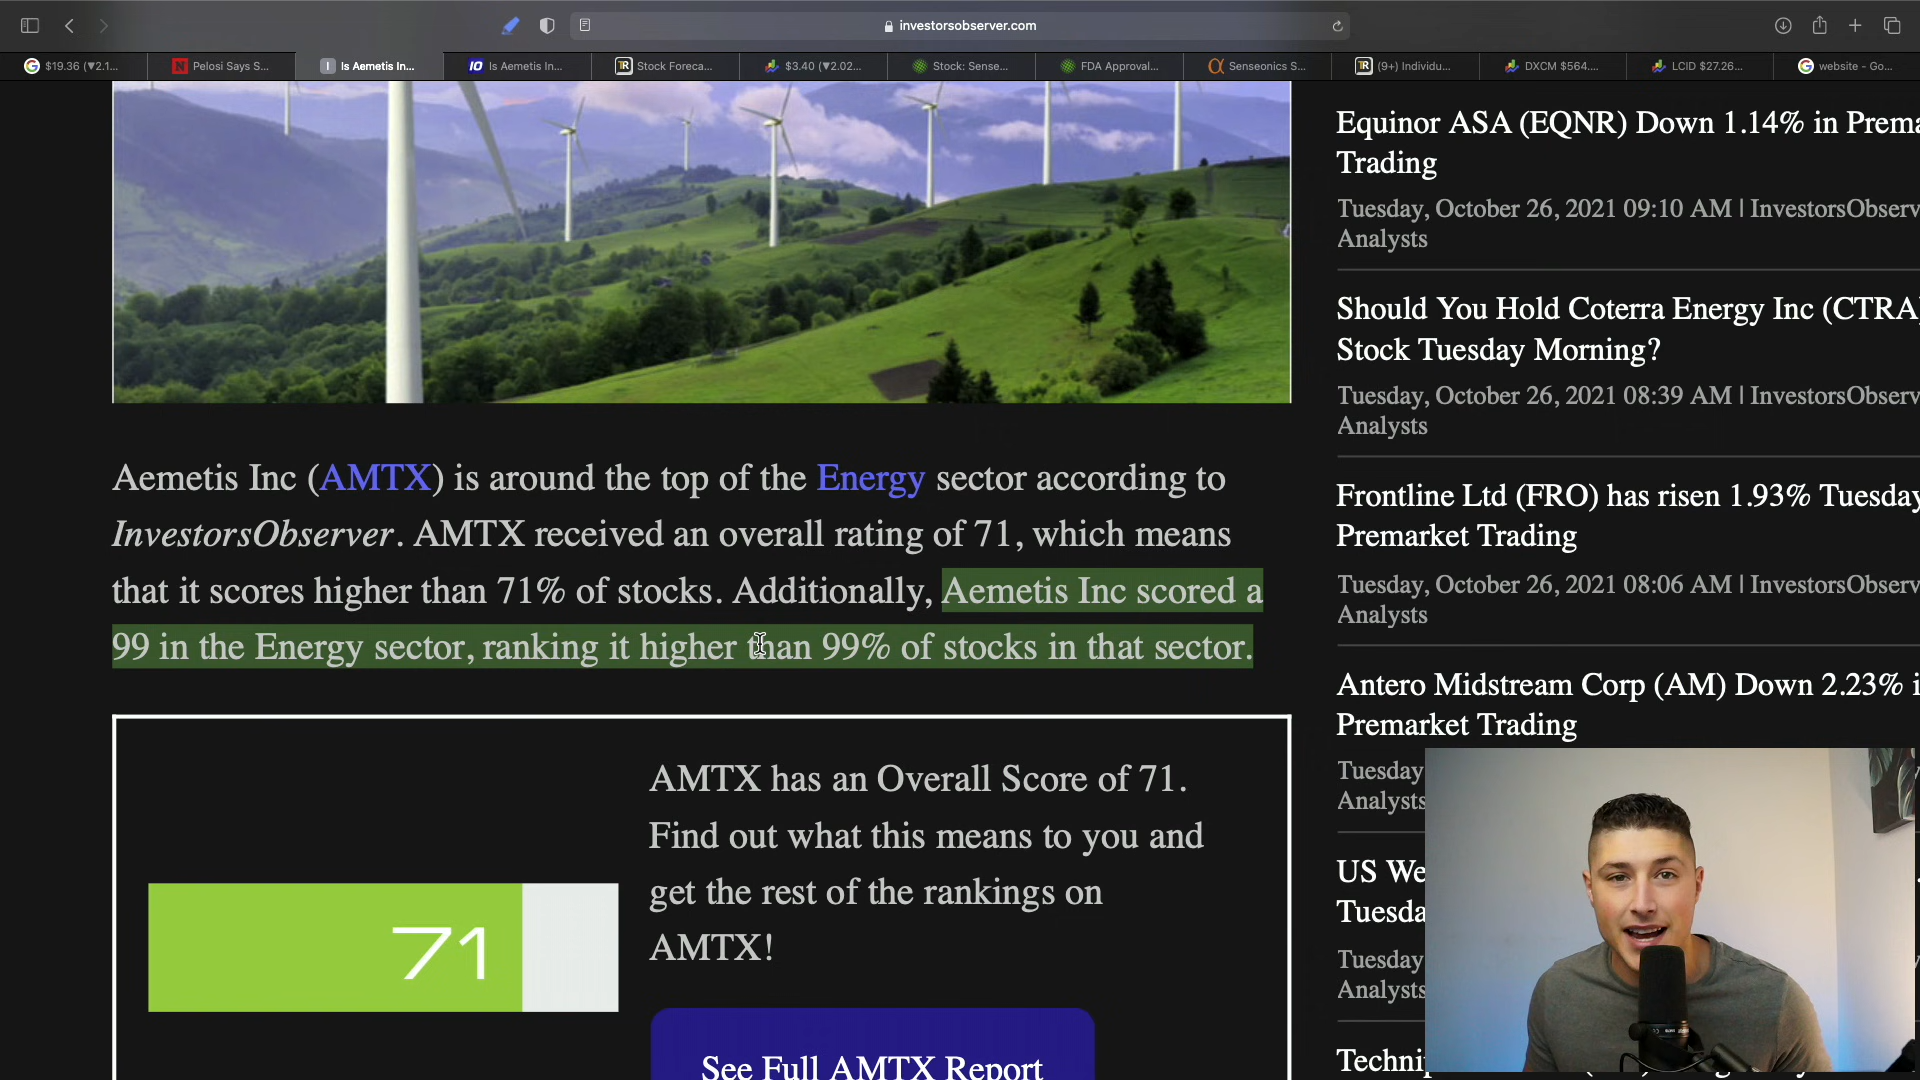 investorsobserver.com
$19.36 (▼2.1...
Pelosi Says S...
Is Aemetis In...
IO Is Aemetis In...
TR Stock Foreca...
$3.40 (▼2.02...
Stock: Sense...
FDA Approval...
Senseonics S...
TR (9+) Individu...
DXCM $564....
LCID $27.26...
website - Go...
Aemetis Inc (AMTX) is around the top of the Energy sector according to
InvestorsObserver. AMTX received an overall rating of 71, which means
that it scores higher than 71% of stocks. Additionally, Aemetis Inc scored a
99 in the Energy sector, ranking it higher than 99% of stocks in that sector.
71
AMTX has an Overall Score of 71.
Find out what this means to you and
get the rest of the rankings on
AMTX!
See Full AMTX Report
Equinor ASA (EQNR) Down 1.14% in Prema
Trading
Tuesday, October 26, 2021 09:10 AM | InvestorsObserv
Analysts
Should You Hold Coterra Energy Inc (CTRA)
Stock Tuesday Morning?
Tuesday, October 26, 2021 08:39 AM | InvestorsObserv
Analysts
Frontline Ltd (FRO) has risen 1.93% Tuesday
Premarket Trading
Tuesday, October 26, 2021 08:06 AM | InvestorsObserv
Analysts
Antero Midstream Corp (AM) Down 2.23% i
Premarket Trading
Tuesday
Analysts
US We
Tuesda
Tuesday
Analysts
Techni